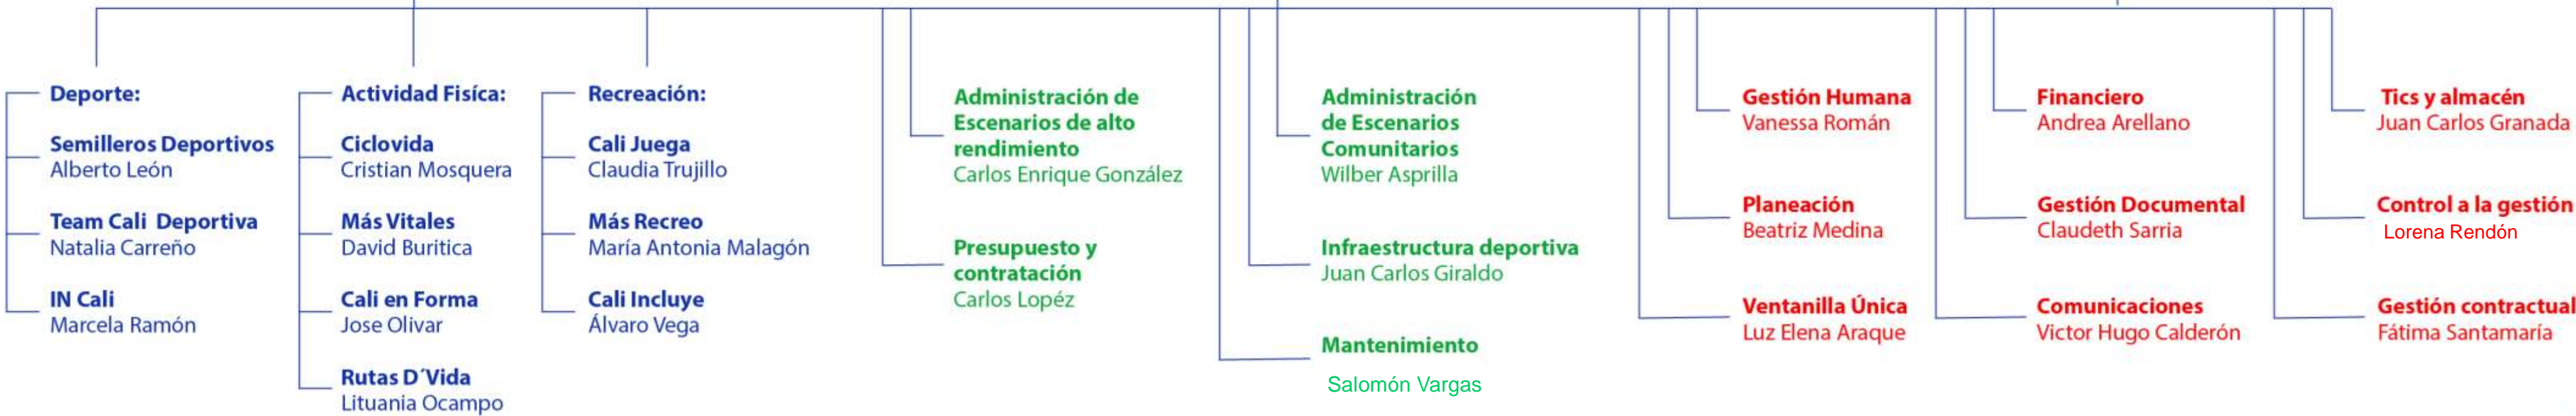 Deporte:
Semilleros Deportivos
Alberto León
Team Cali  Deportiva
Natalia Carreño
IN Cali
Marcela Ramón
Actividad Fisíca:
Ciclovida
Cristian Mosquera
Más Vitales
David Buritica
Cali en Forma
Jose Olivar
Rutas D´Vida
Lituania Ocampo
Recreación:
Cali Juega
Claudia Trujillo
Más Recreo
María Antonia Malagón
Cali Incluye
Álvaro Vega
Administración de
Escenarios de alto
rendimiento
Carlos Enrique González
Presupuesto y
contratación
Carlos Lopéz
Administración
de Escenarios
Comunitarios
Wilber Asprilla
Infraestructura deportiva
Juan Carlos Giraldo
Mantenimiento
Salomón Vargas
Gestión Humana
Vanessa Román
Planeación
Beatriz Medina
Ventanilla Única
Luz Elena Araque
Financiero
Andrea Arellano
Gestión Documental
Claudeth Sarria
Comunicaciones
Victor Hugo Calderón
Tics y almacén
Juan Carlos Granada
Control a la gestión
Lorena Rendón
Gestión contractual
Fátima Santamaría